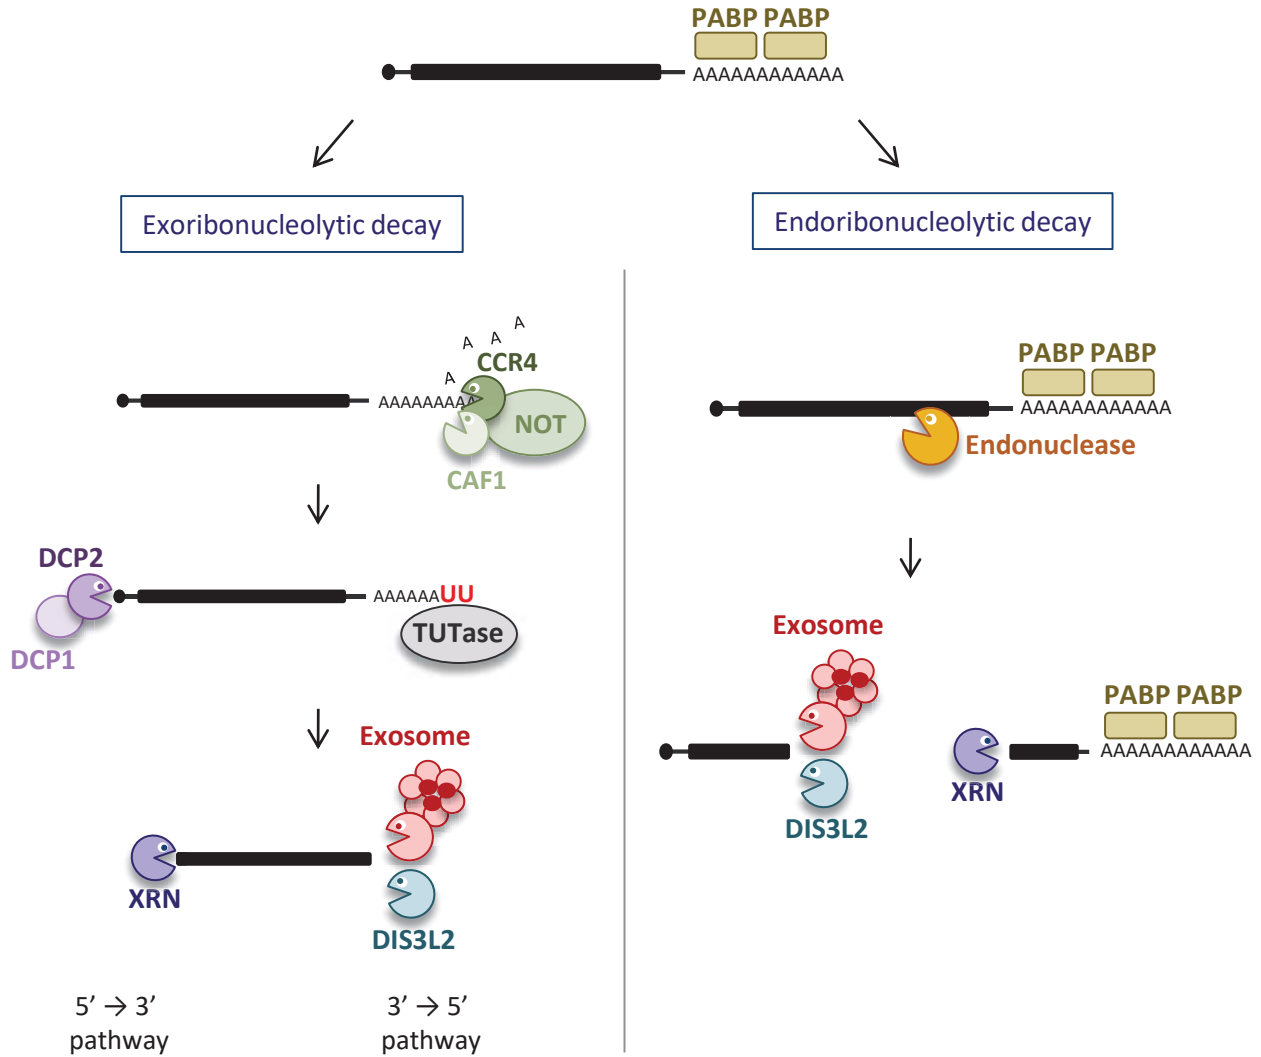 PABP PABP
AAAAAAAAAAAA
Exoribonucleolytic decay
Endoribonucleolytic decay
A A A A
CCR4
AAAAAAAAA
NOT
CAF1
DCP2
AAAAAAUU
TUTase
DCP1
Exosome
XRN
DIS3L2
5’ → 3’
pathway
3’ → 5’
pathway
PABP PABP
AAAAAAAAAAAA
Endonuclease
Exosome
PABP PABP
AAAAAAAAAAAA
XRN
DIS3L2